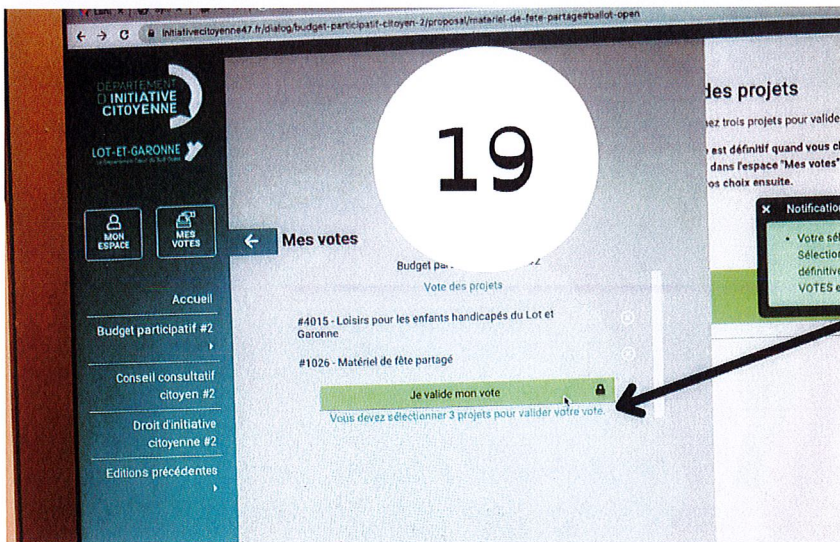 initiativecitoyenne47.fr/dialog/budget-participatif-citoyen-2/proposal/materiel-de-fete-partage#ballot-open
DÉPARTEMENT
D'INITIATIVE
CITOYENNE
LOT-ET-GARONNE
MON
ESPACE
MES
VOTES
Accueil
Budget participatif #2
Conseil consultatif
citoyen #2
Droit d'initiative
citoyenne #2
Editions précédentes
19
Mes votes
Budget
Vote des projets
#4015 - Loisirs pour les enfants handicapés du Lot et
Garonne
#1026 - Matériel de fête partagé
Je valide mon vote
Vous devez sélectionner 3 projets pour valider votre vote.
des projets
ez trois projets pour valide
est définitif quand vous cl
dans l'espace "Mes votes"
os choix ensuite.
× Notification
• Votre sél
Sélection
définitive
VOTES e